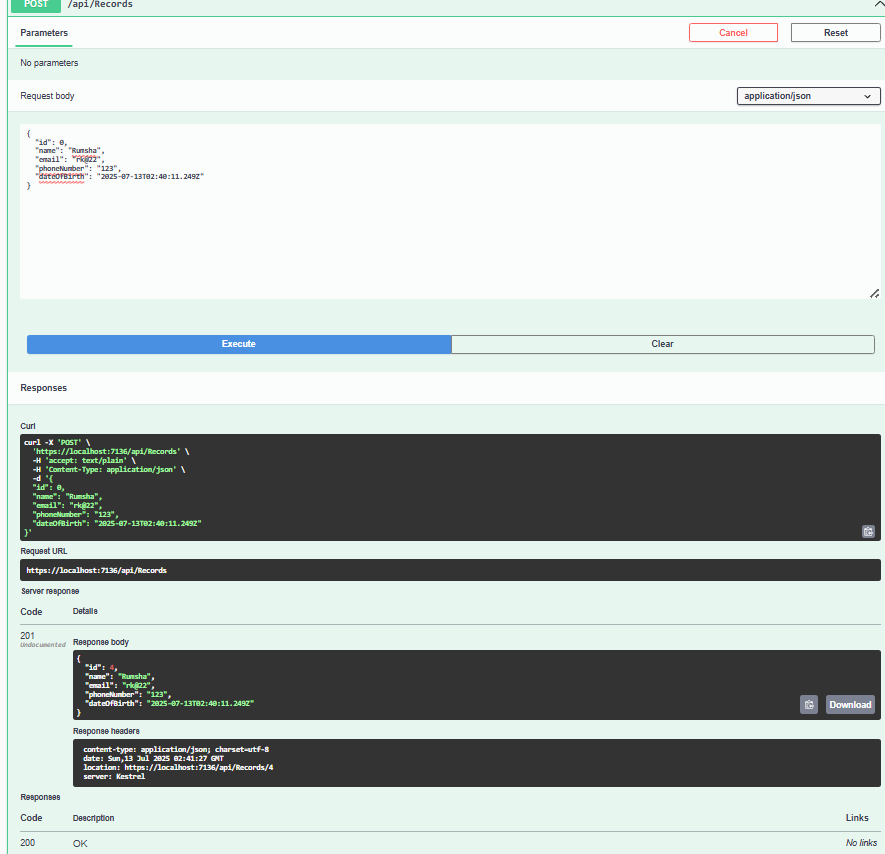 POST /api/Records
Parameters
Cancel
Reset
No parameters
Request body
application/json
{
"id": 0,
"name": "Rumsha",
"email": "rk@22",
"phoneNumber": "123",
"dateOfBirth": "2025-07-13T02:40:11.249Z"
}
Execute
Clear
Responses
Curl
curl -X 'POST' \
'https://localhost:7136/api/Records' \
-H 'accept: text/plain' \
-H 'Content-Type: application/json' \
-d '{
"id": 0,
"name": "Rumsha",
"email": "rk@22",
"phoneNumber": "123",
"dateOfBirth": "2025-07-13T02:40:11.249Z"
}'
Request URL
https://localhost:7136/api/Records
Server response
Code Details
201
Undocumented
Response body
{
"id": 4,
"name": "Rumsha",
"email": "rk@22",
"phoneNumber": "123",
"dateOfBirth": "2025-07-13T02:40:11.249Z"
}
Download
Response headers
content-type: application/json; charset=utf-8
date: Sun,13 Jul 2025 02:41:27 GMT
location: https://localhost:7136/api/Records/4
server: Kestrel
Responses
Code Description Links
200 OK No links